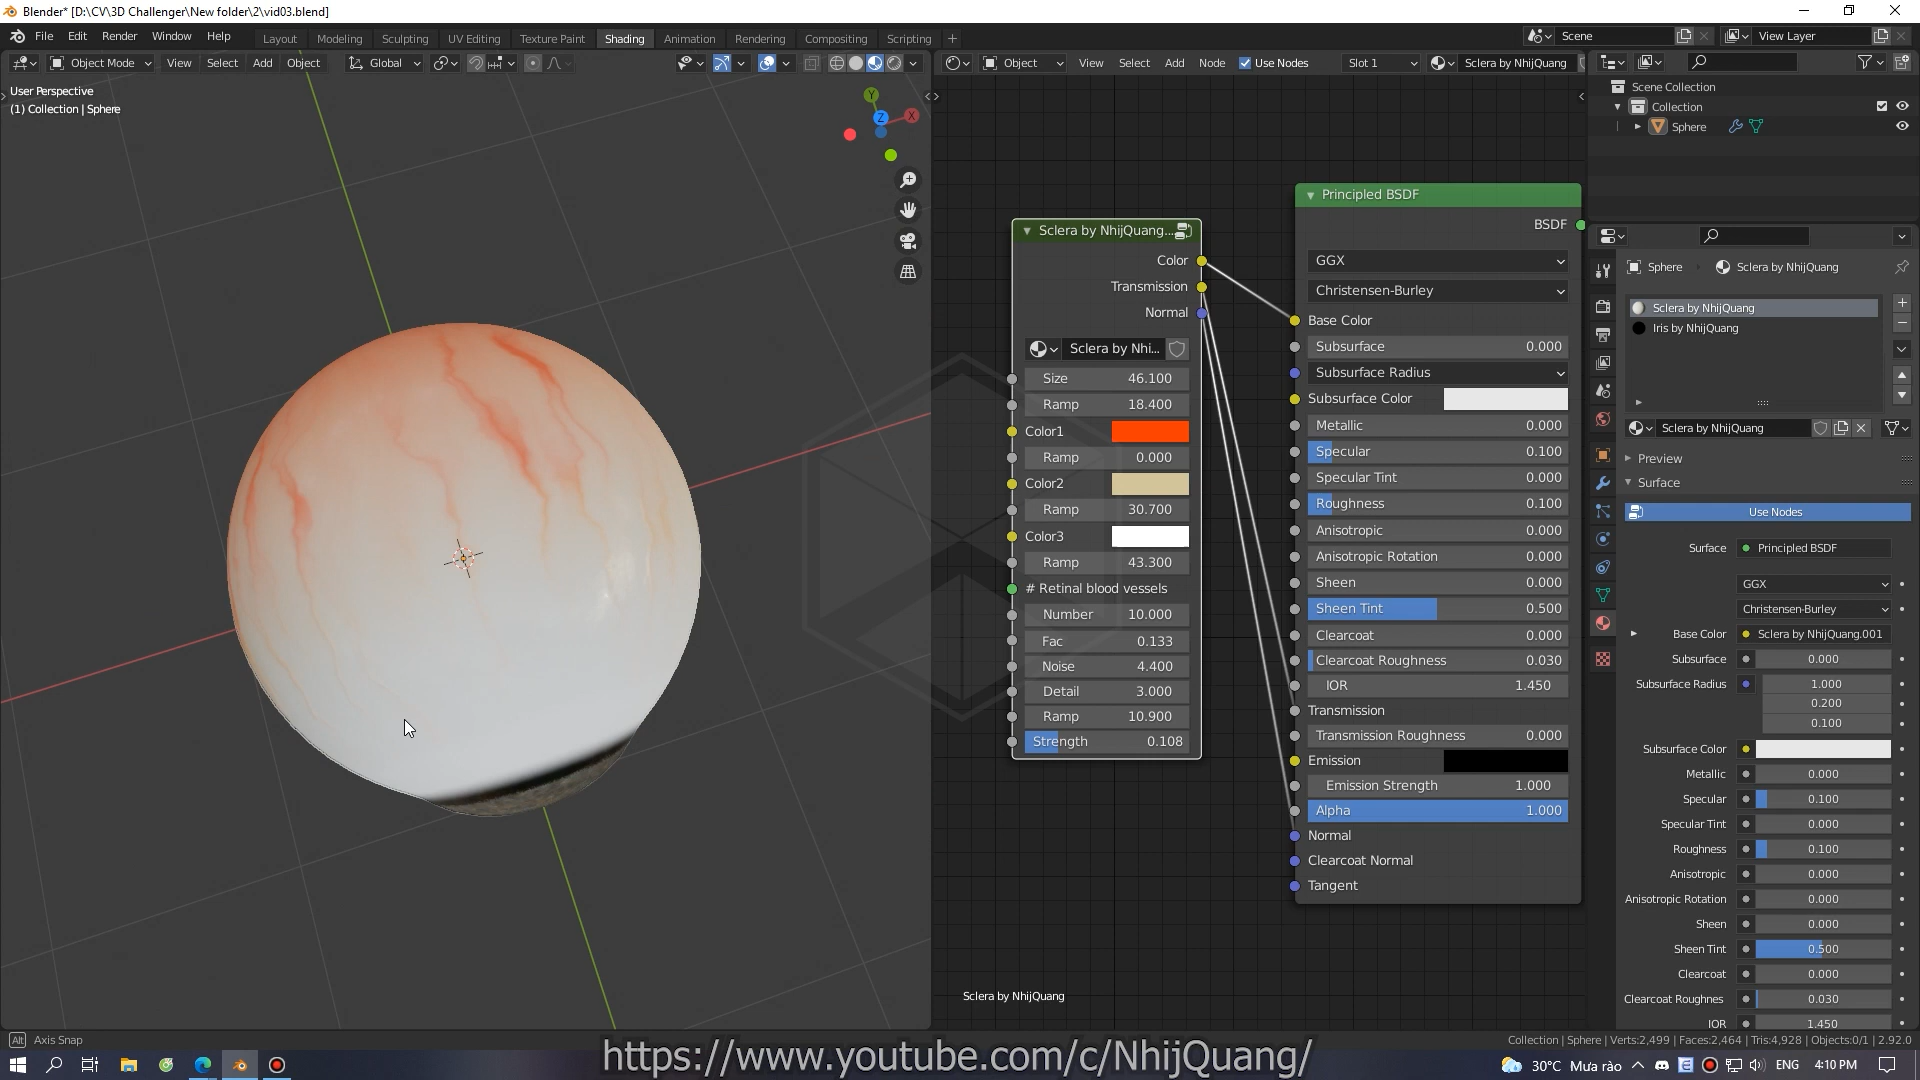 Blender* [D:\CV\3D Challenger\New folder\2\vid03.blend]
File Edit Render Window Help Layout Modeling Sculpting UV Editing Texture Paint Shading Animation Rendering Compositing Scripting Scene View Layer
Object Mode View Select Add Object Global Object View Select Add Node Use Nodes Slot 1 Sclera by NhijQuang
User Perspective
(1) Collection | Sphere
Y
X
Z
Sclera by NhijQuang...
Color
Transmission
Normal
Sclera by Nhi...
Size 46.100
Ramp 18.400
Color1
Ramp 0.000
Color2
Ramp 30.700
Color3
Ramp 43.300
# Retinal blood vessels
Number 10.000
Fac 0.133
Noise 4.400
Detail 3.000
Ramp 10.900
Strength 0.108
Sclera by NhijQuang
Principled BSDF
BSDF
GGX
Christensen-Burley
Base Color
Subsurface 0.000
Subsurface Radius
Subsurface Color
Metallic 0.000
Specular 0.100
Specular Tint 0.000
Roughness 0.100
Anisotropic 0.000
Anisotropic Rotation 0.000
Sheen 0.000
Sheen Tint 0.500
Clearcoat 0.000
Clearcoat Roughness 0.030
IOR 1.450
Transmission
Transmission Roughness 0.000
Emission
Emission Strength 1.000
Alpha 1.000
Normal
Clearcoat Normal
Tangent
Scene Collection
Collection
Sphere
Sphere Sclera by NhijQuang
Sclera by NhijQuang
Iris by NhijQuang
Sclera by NhijQuang
Preview
Surface
Use Nodes
Surface Principled BSDF
GGX
Christensen-Burley
Base Color Sclera by NhijQuang.001
Subsurface 0.000
Subsurface Radius 1.000
0.200
0.100
Subsurface Color
Metallic 0.000
Specular 0.100
Specular Tint 0.000
Roughness 0.100
Anisotropic 0.000
Anisotropic Rotation 0.000
Sheen 0.000
Sheen Tint 0.500
Clearcoat 0.000
Clearcoat Roughnes 0.030
IOR 1.450
Alt Axis Snap
Collection | Sphere | Verts:2,499 | Faces:2,464 | Tris:4,928 | Objects:0/1 | 2.92.0
https://www.youtube.com/c/NhijQuang/
30°C Mưa rào ENG 4:10 PM